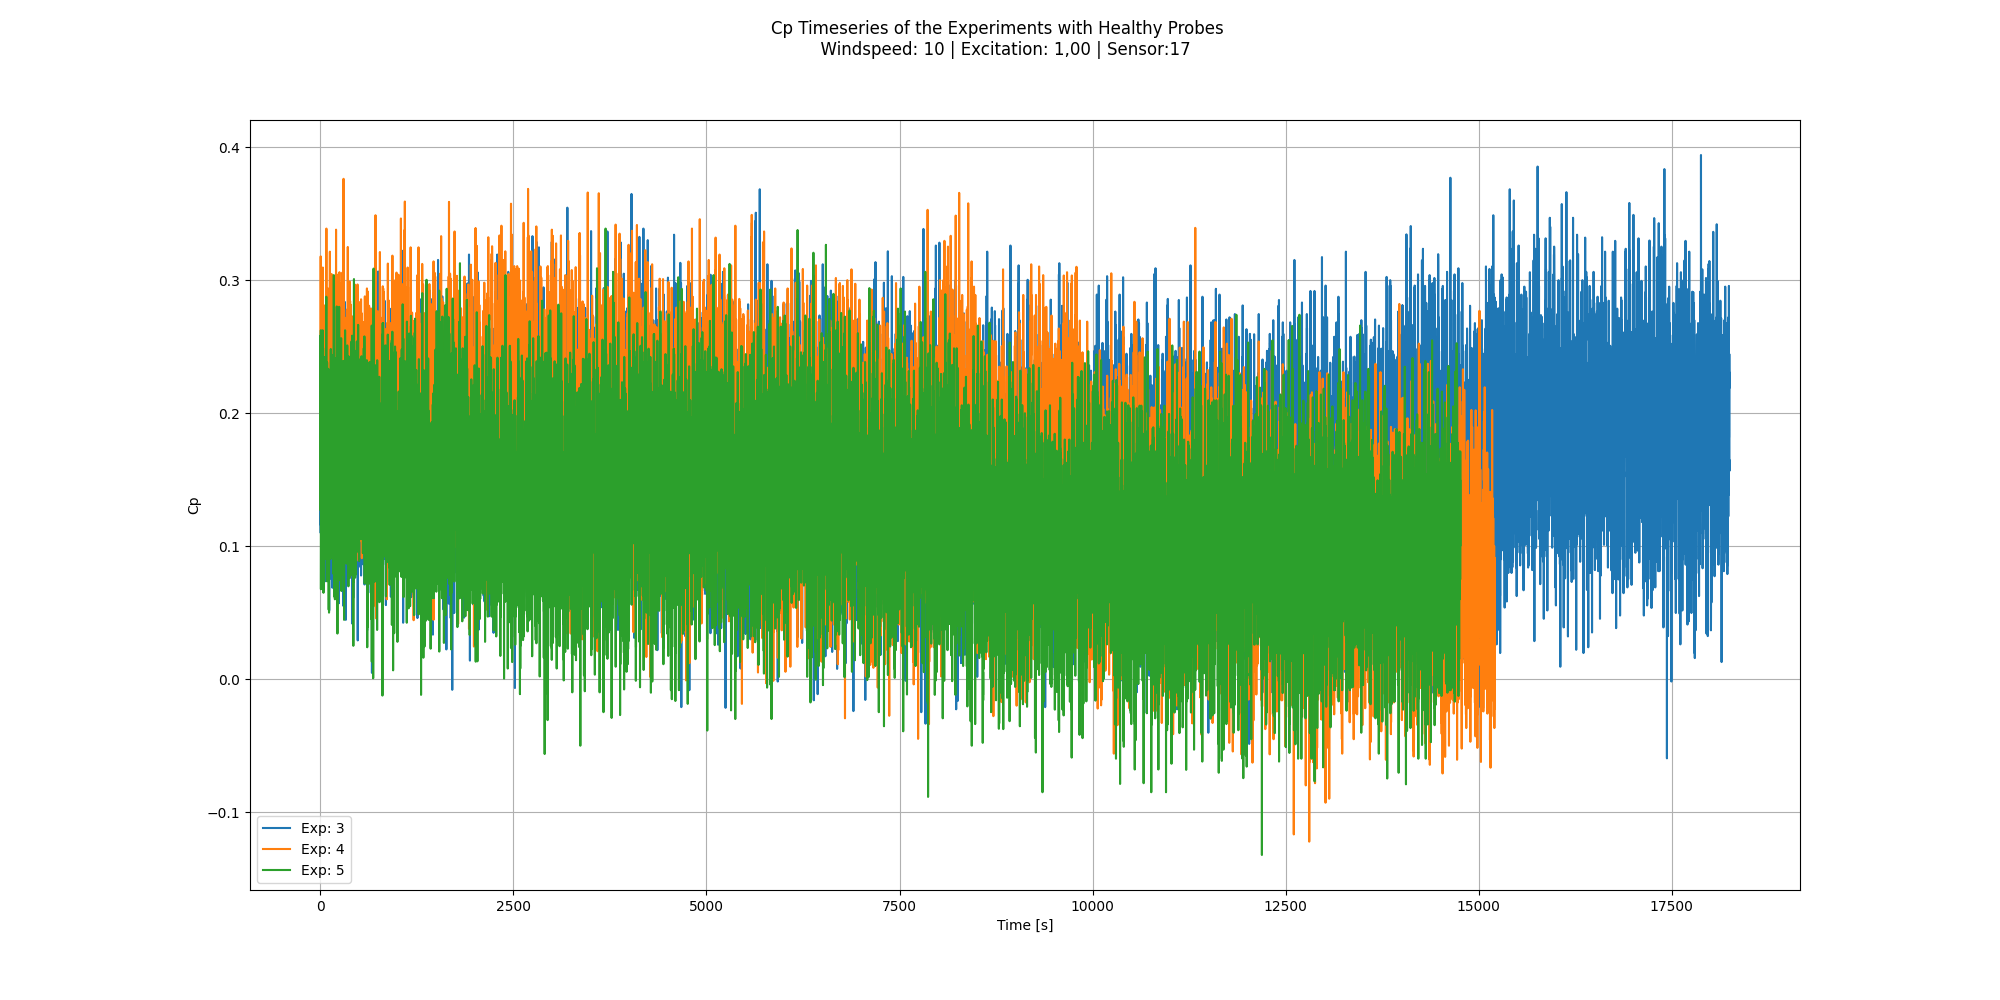 Cp Timeseries of the Experiments with Healthy Probes
Windspeed: 10 | Excitation: 1,00 | Sensor:17
0.4
0.3
0.2
0.1
0.0
−0.1
Cp
Exp: 3
Exp: 4
Exp: 5
0 2500 5000 7500 10000 12500 15000 17500
Time [s]